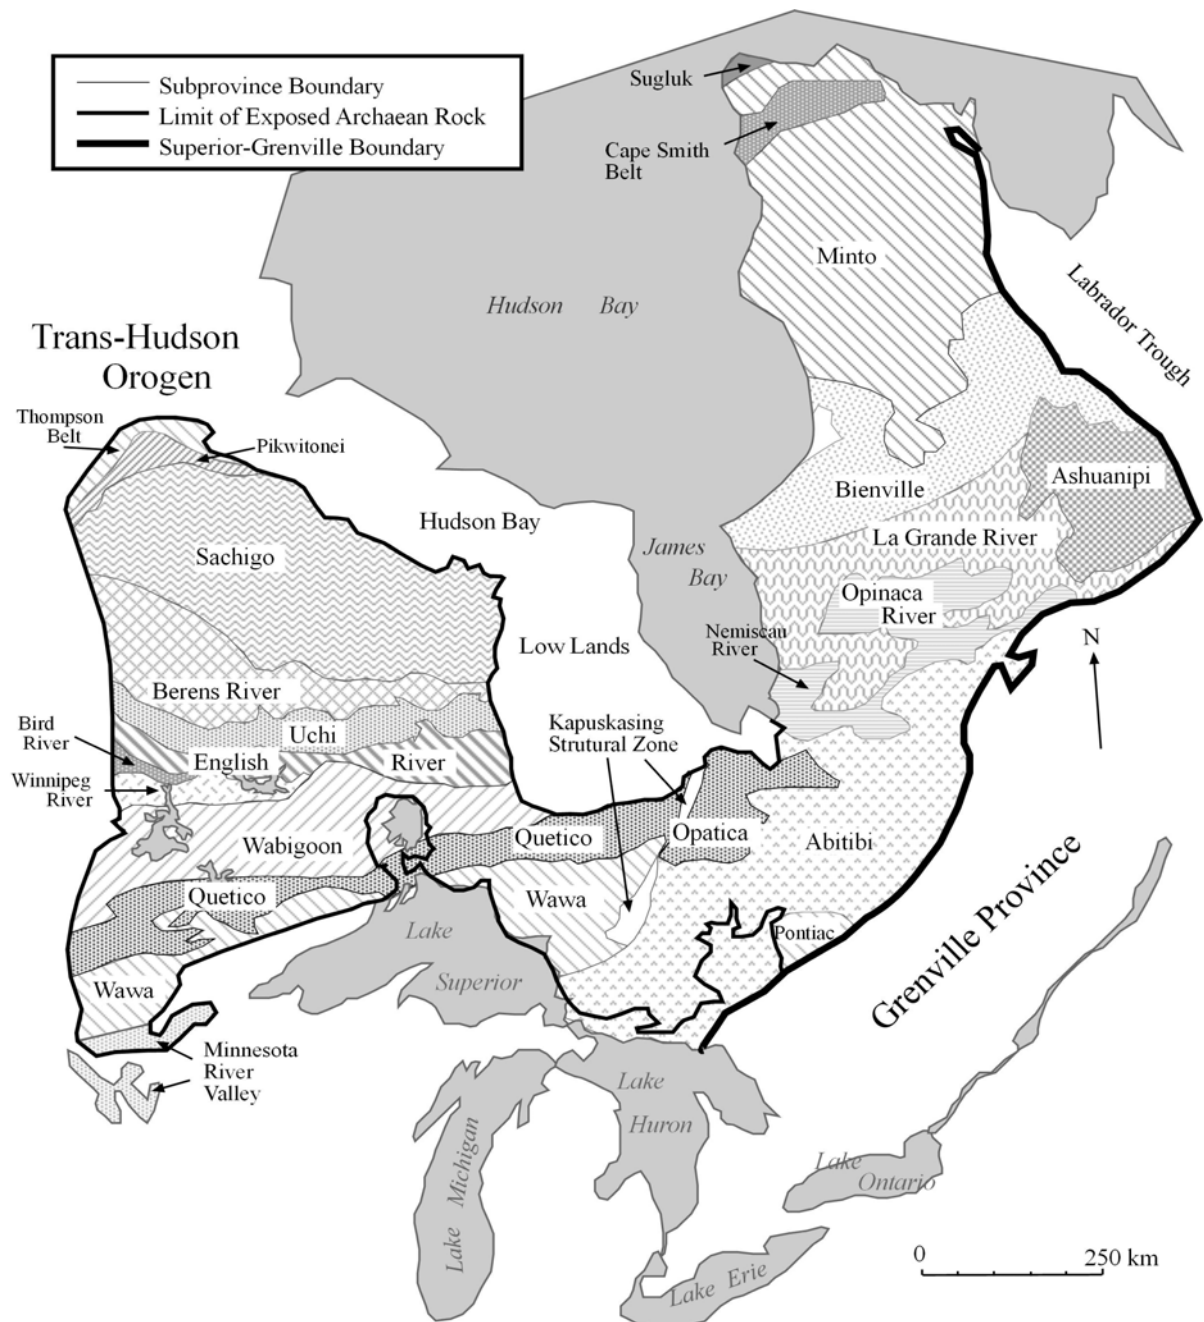 Subprovince Boundary
Limit of Exposed Archaean Rock
Superior-Grenville Boundary
Sugluk
Cape Smith
Belt
Minto
Hudson Bay
Labrador Trough
Trans-Hudson
Orogen
Thompson
Belt
Pikwitonei
Bienville
Ashuanipi
Hudson Bay
La Grande River
Sachigo
James
Bay
Opinaca
River
Nemiscau
River
N
Low Lands
Berens River
Bird
River
Uchi
Kapuskasing
Strutural Zone
English
River
Winnipeg
River
Wabigoon
Quetico
Opatica
Abitibi
Quetico
Wawa
Pontiac
Grenville Province
Lake
Superior
Wawa
Minnesota
River
Valley
Lake
Huron
Lake Michigan
Lake
Ontario
Lake Erie
0
250 km